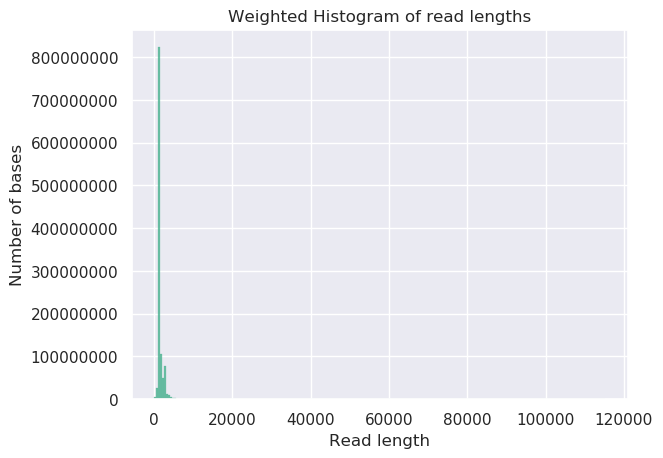 Weighted Histogram of read lengths
800000000
700000000
600000000
500000000
400000000
300000000
200000000
100000000
0
Number of bases
0 20000 40000 60000 80000 100000 120000
Read length